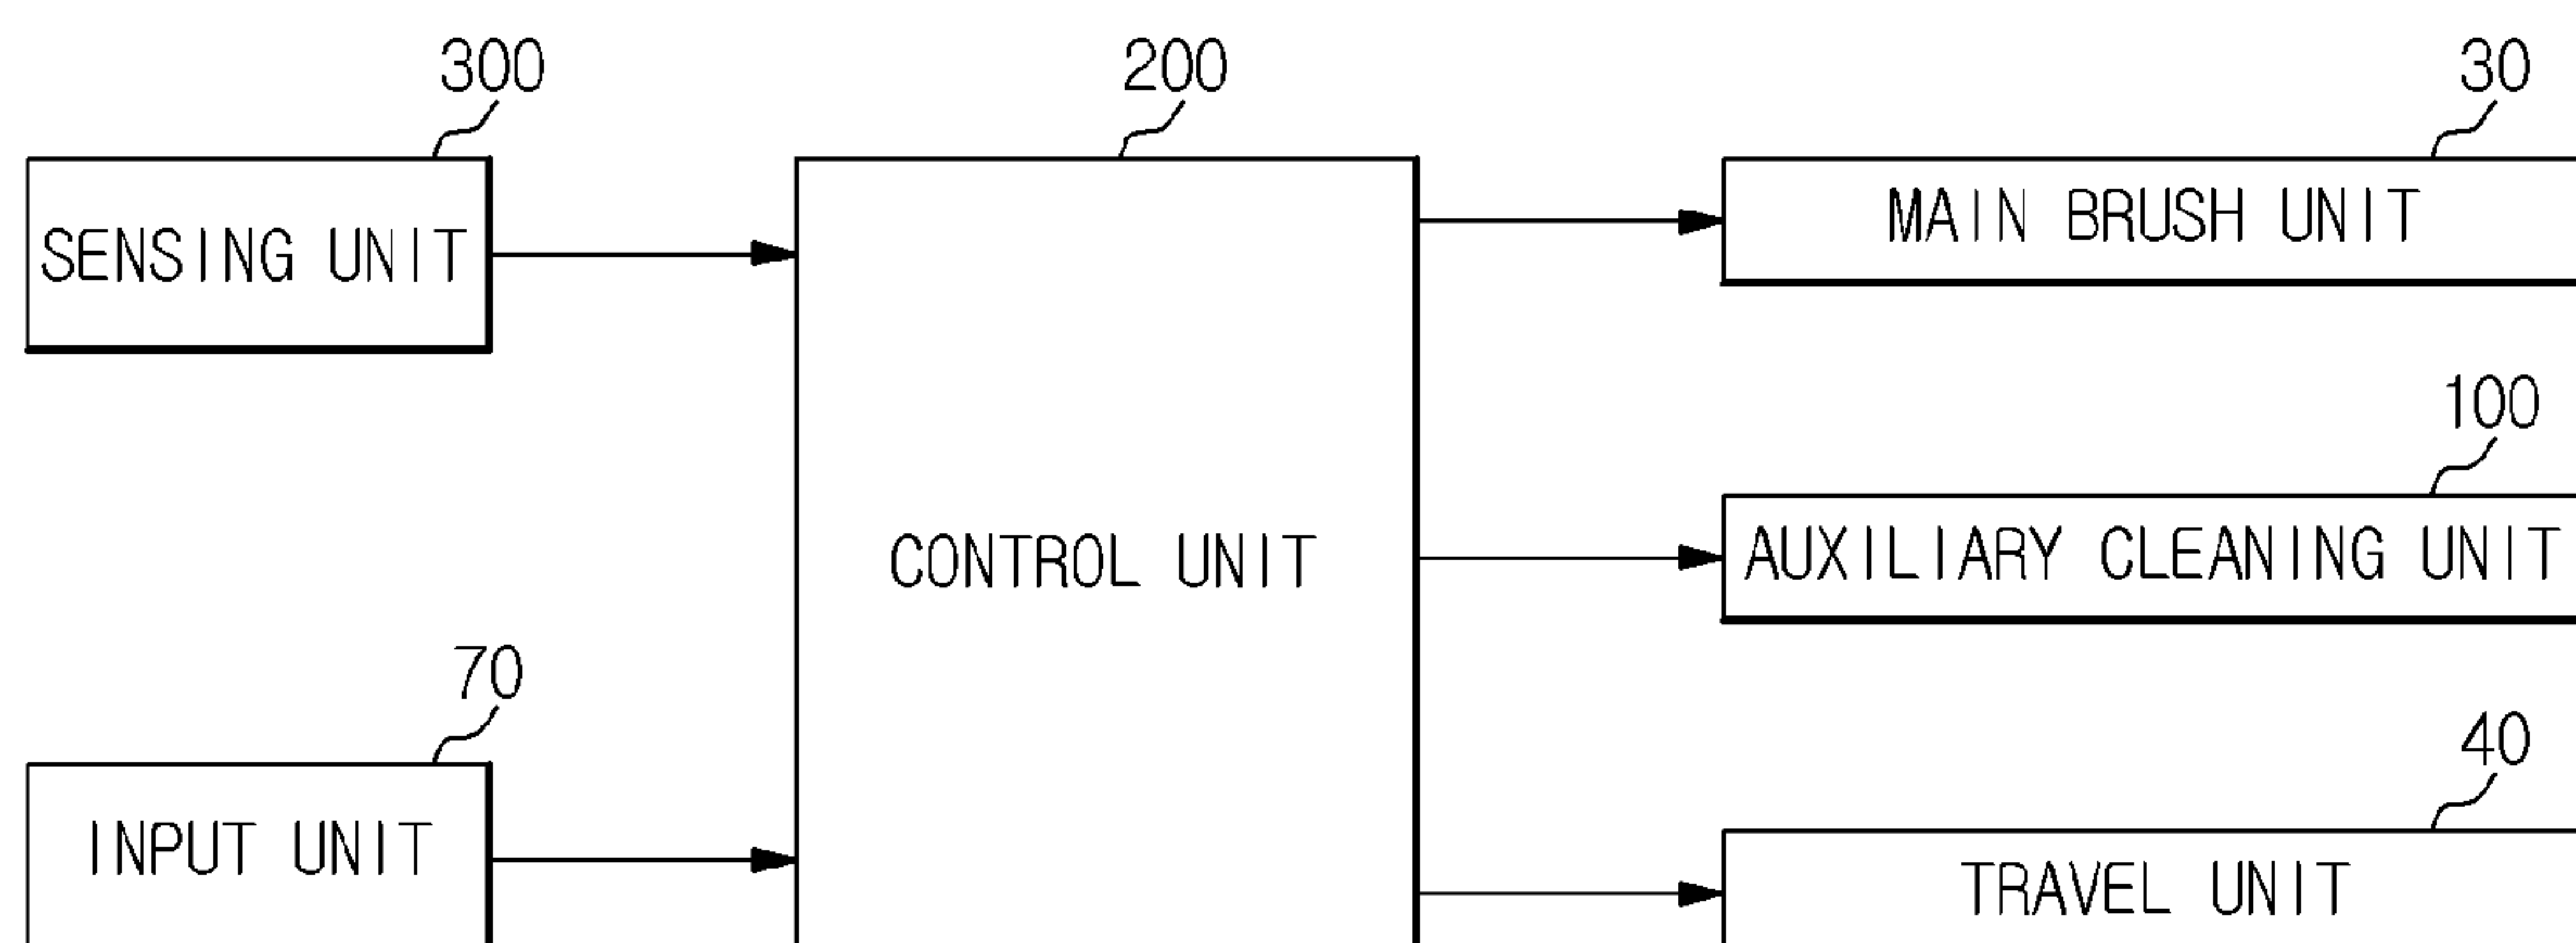 300
200
30
SENSING UNIT
MAIN BRUSH UNIT
100
CONTROL UNIT
AUXILIARY CLEANING UNIT
70
40
INPUT UNIT
TRAVEL UNIT